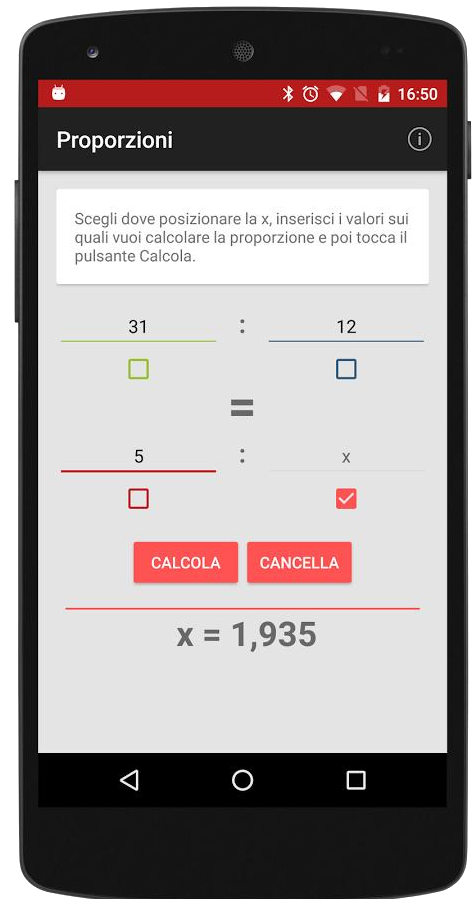 16:50
Proporzioni
Scegli dove posizionare la x, inserisci i valori sui
quali vuoi calcolare la proporzione e poi tocca il
pulsante Calcola.
31 : 12
=
5 : x
CALCOLA CANCELLA
x = 1,935